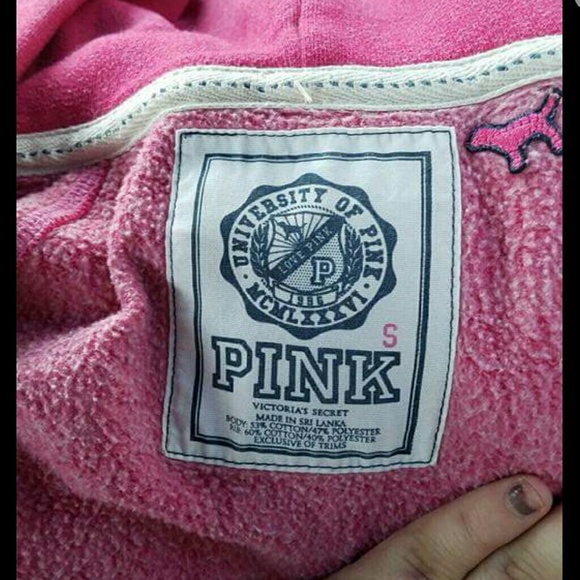 · UNIVERSITY OF PINK ·
LOVE PINK
P
1986
MCMLXXXVI
S
PINK
VICTORIA'S SECRET
MADE IN SRI LANKA
BODY: 53% COTTON/47% POLYESTER
RIB: 60% COTTON/40% POLYESTER
EXCLUSIVE OF TRIMS